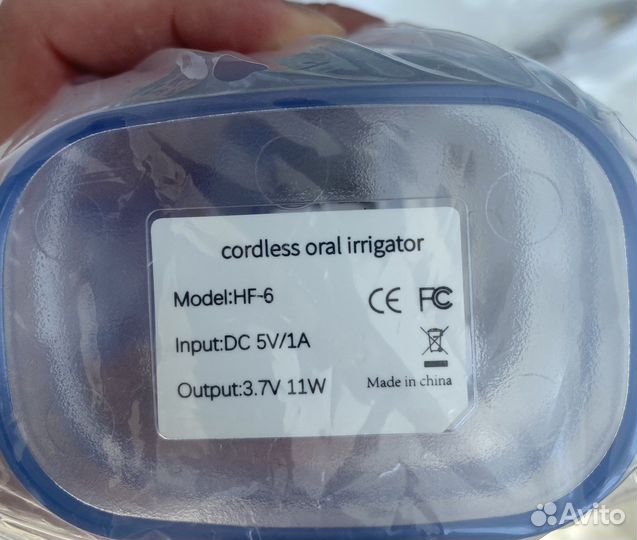 cordless oral irrigator
Model:HF-6
CE FC
Input:DC 5V/1A
Output:3.7V 11W
Made in china
Avito